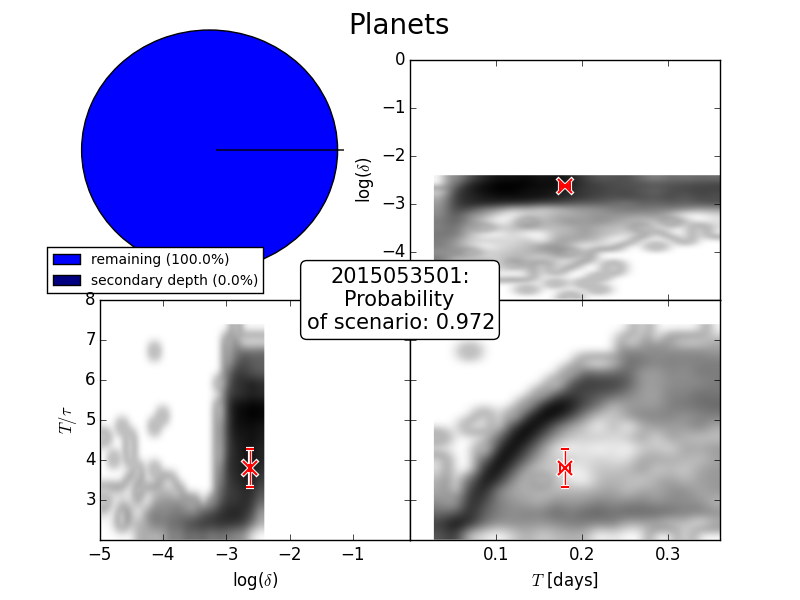 Planets
remaining (100.0%)
secondary depth (0.0%)
0
−1
−2
−3
−4
log(δ)
2015053501:
Probability
of scenario: 0.972
8
7
6
5
4
3
T/τ
−5
−4
−3
−2
−1
log(δ)
0.1
0.2
0.3
T [days]